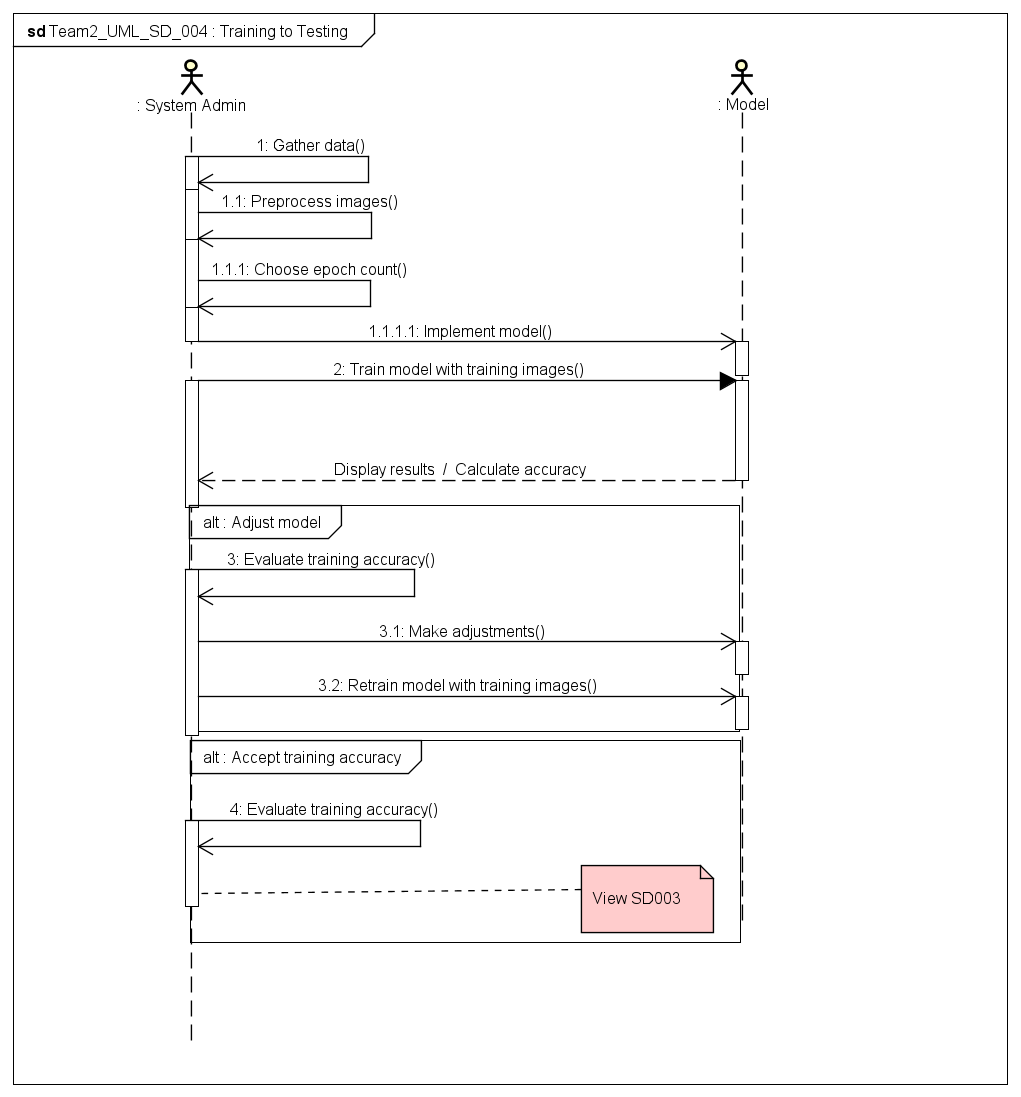 sd Team2_UML_SD_004 : Training to Testing
: System Admin
: Model
1: Gather data()
1.1: Preprocess images()
1.1.1: Choose epoch count()
1.1.1.1: Implement model()
2: Train model with training images()
Display results / Calculate accuracy
alt : Adjust model
3: Evaluate training accuracy()
3.1: Make adjustments()
3.2: Retrain model with training images()
alt : Accept training accuracy
4: Evaluate training accuracy()
View SD003